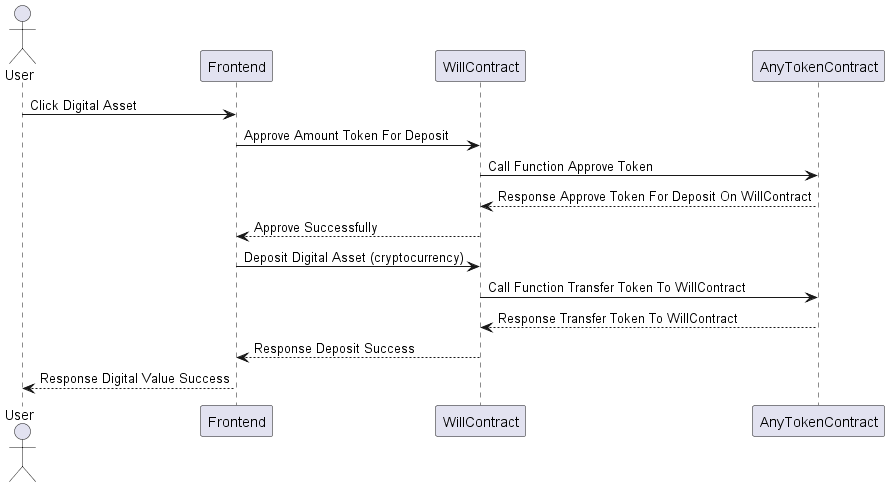 User
Frontend
WillContract
AnyTokenContract
Click Digital Asset
Approve Amount Token For Deposit
Call Function Approve Token
Response Approve Token For Deposit On WillContract
Approve Successfully
Deposit Digital Asset (cryptocurrency)
Call Function Transfer Token To WillContract
Response Transfer Token To WillContract
Response Deposit Success
Response Digital Value Success
User
Frontend
WillContract
AnyTokenContract